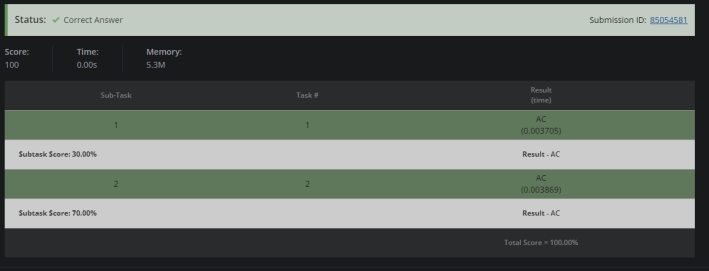 Status: ✓ Correct Answer Submission ID: 85054581
Score: Time: Memory:
100 0.00s 5.3M
Sub-Task Task # Result
(time)
1 1 AC
(0.003705)
Subtask Score: 30.00% Result - AC
2 2 AC
(0.003869)
Subtask Score: 70.00% Result - AC
Total Score = 100.00%